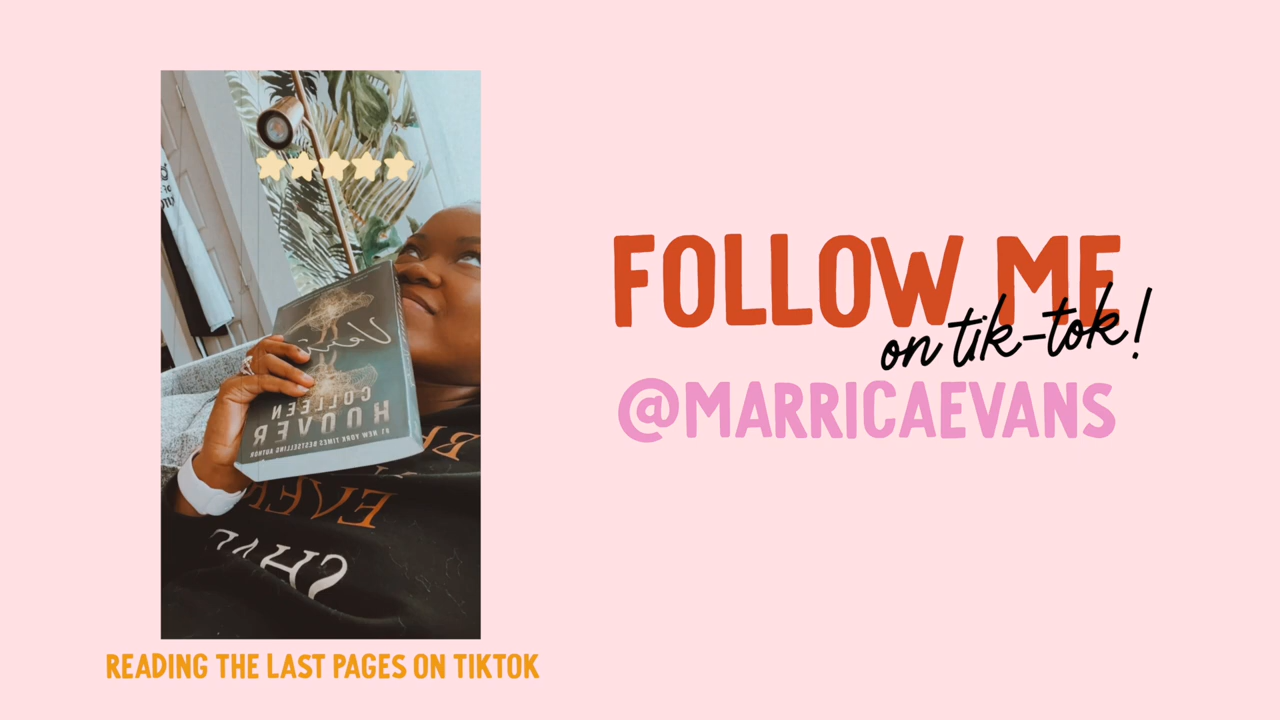 Verity
COLLEEN
HOOVER
#1 NEW YORK TIMES BESTSELLING AUTHOR
FOLLOW ME
on tik-tok!
@MARRICAEVANS
READING THE LAST PAGES ON TIKTOK